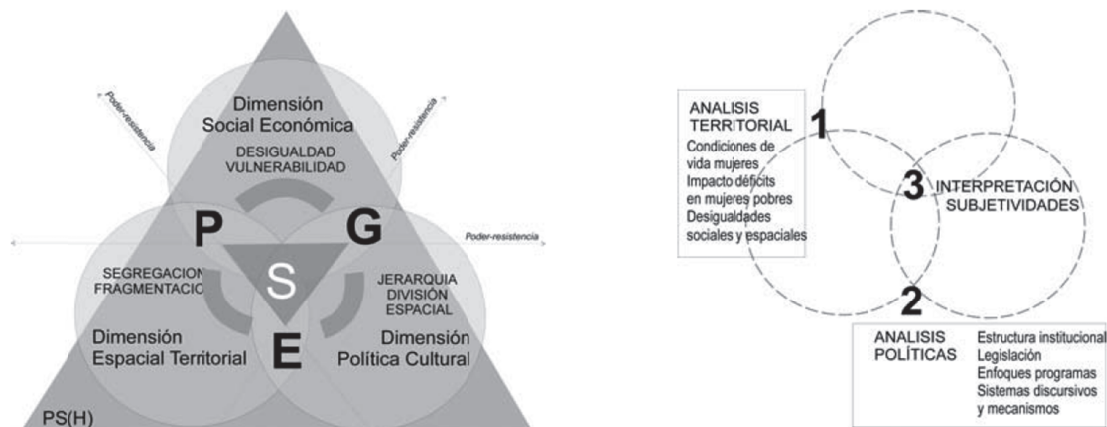 Poder-resistencia
Poder-resistencia
Dimensión
Social Económica
DESIGUALDAD
VULNERABILIDAD
P
G
Poder-resistencia
S
SEGREGACION
FRAGMENTACIO
JERARQUIA
DIVISIÓN
ESPACIAL
Dimensión
Espacial Territorial
E
Dimensión
Política Cultural
PS(H)
ANALISIS
TERRITORIAL
1
Condiciones de
vida mujeres
Impacto déficits
en mujeres pobres
Desigualdades
sociales y espaciales
3
INTERPRETACIÓN
SUBJETIVIDADES
2
ANALISIS
POLÍTICAS
Estructura institucional
Legislación
Enfoques programas
Sistemas discursivos
y mecanismos